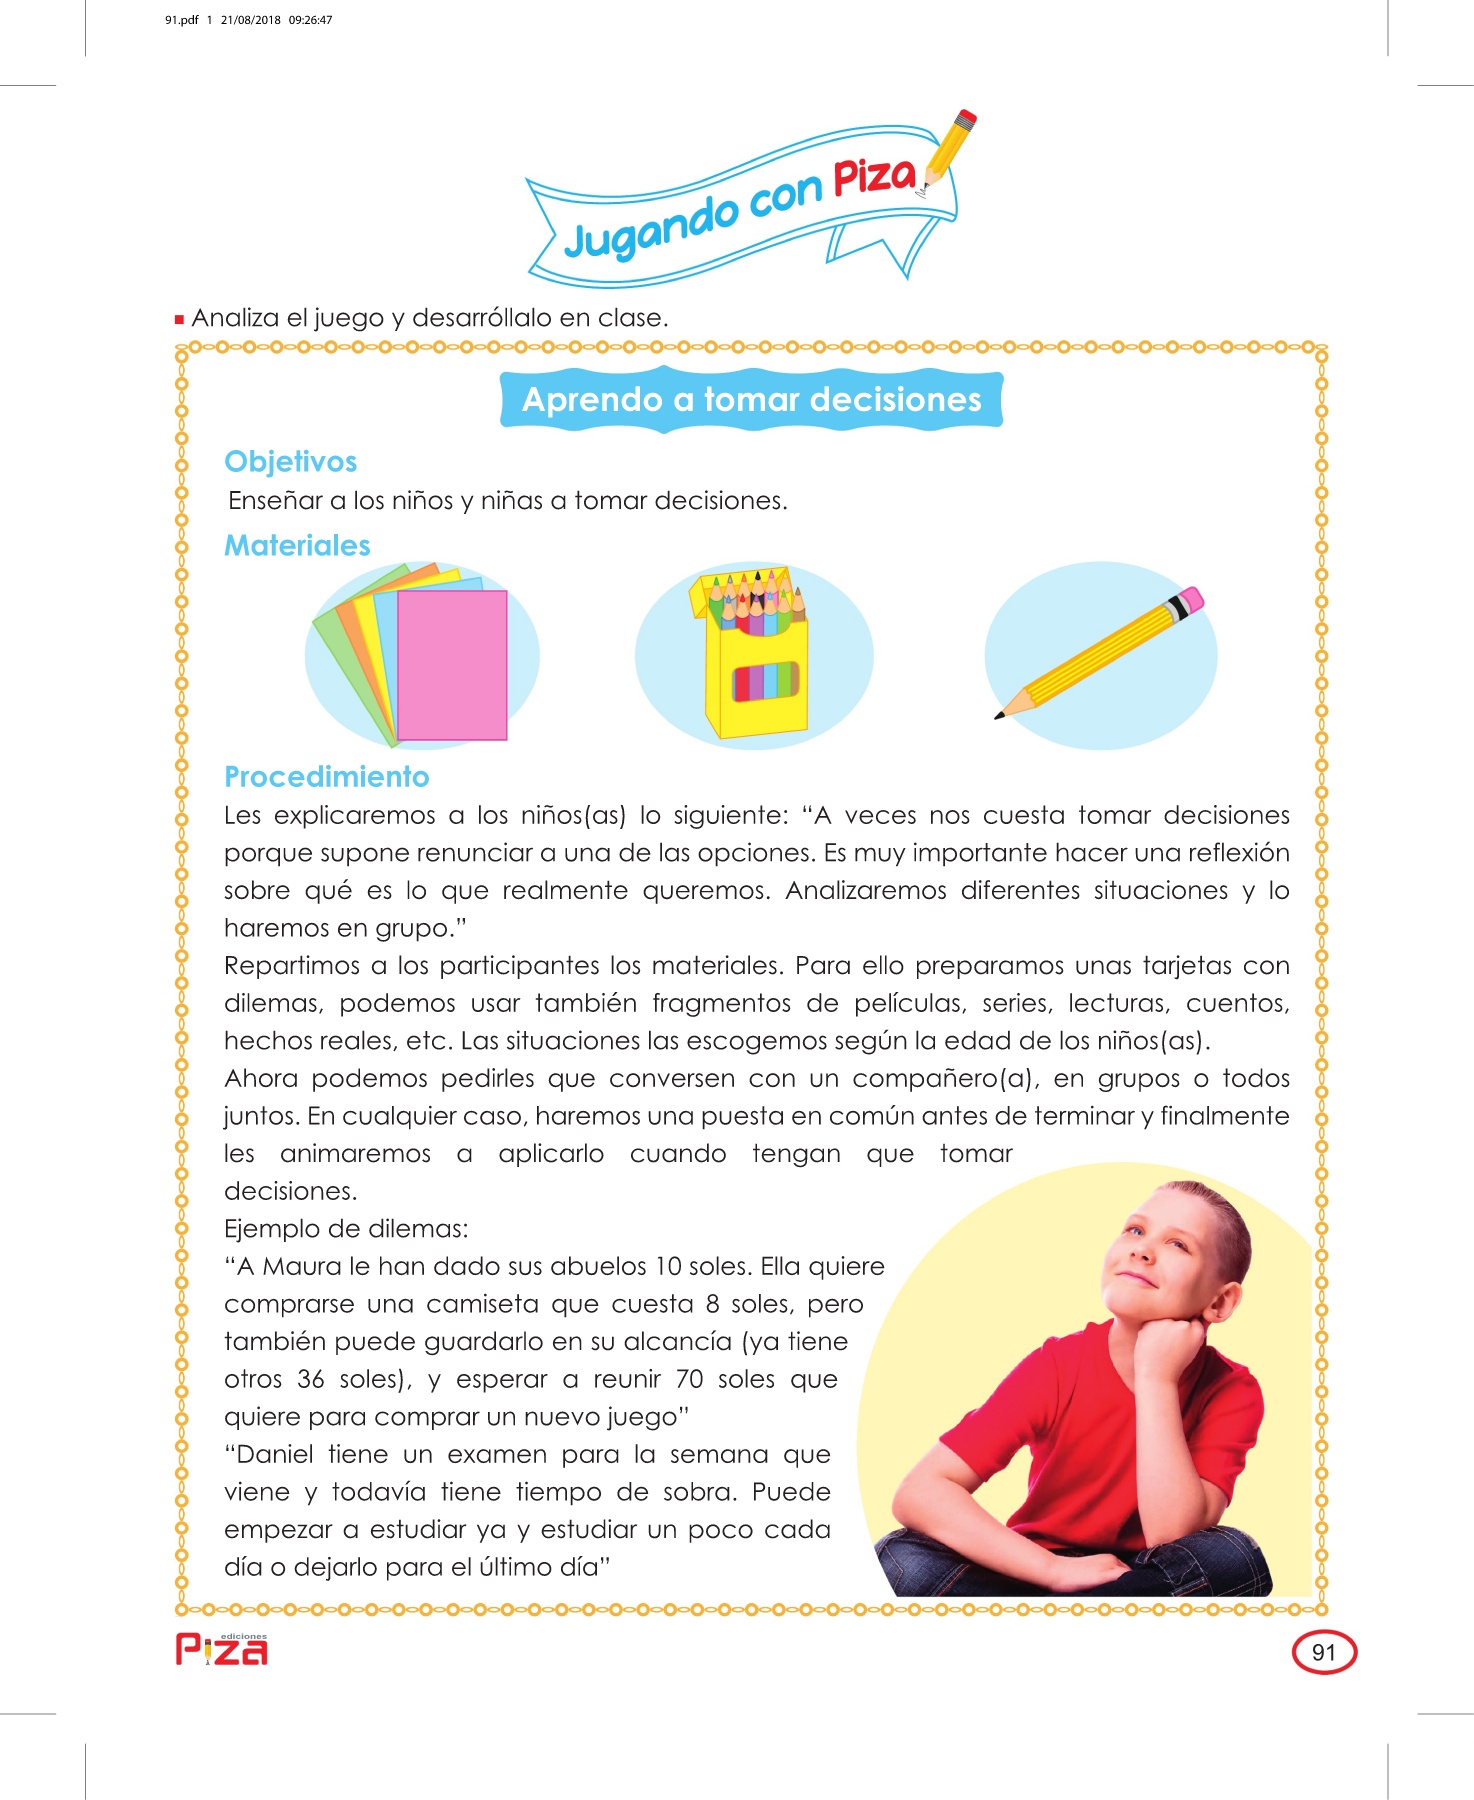 91.pdf 1 21/08/2018 09:26:47
Jugando con Piza
Analiza el juego y desarróllalo en clase.
Aprendo a tomar decisiones
Objetivos
Enseñar a los niños y niñas a tomar decisiones.
Materiales
Procedimiento
Les explicaremos a los niños(as) lo siguiente: “A veces nos cuesta tomar decisiones
porque supone renunciar a una de las opciones. Es muy importante hacer una reflexión
sobre qué es lo que realmente queremos. Analizaremos diferentes situaciones y lo
haremos en grupo.”
Repartimos a los participantes los materiales. Para ello preparamos unas tarjetas con
dilemas, podemos usar también fragmentos de películas, series, lecturas, cuentos,
hechos reales, etc. Las situaciones las escogemos según la edad de los niños(as).
Ahora podemos pedirles que conversen con un compañero(a), en grupos o todos
juntos. En cualquier caso, haremos una puesta en común antes de terminar y finalmente
les animaremos a aplicarlo cuando tengan que tomar
decisiones.
Ejemplo de dilemas:
“A Maura le han dado sus abuelos 10 soles. Ella quiere
comprarse una camiseta que cuesta 8 soles, pero
también puede guardarlo en su alcancía (ya tiene
otros 36 soles), y esperar a reunir 70 soles que
quiere para comprar un nuevo juego”
“Daniel tiene un examen para la semana que
viene y todavía tiene tiempo de sobra. Puede
empezar a estudiar ya y estudiar un poco cada
día o dejarlo para el último día”
ediciones
Piza
91